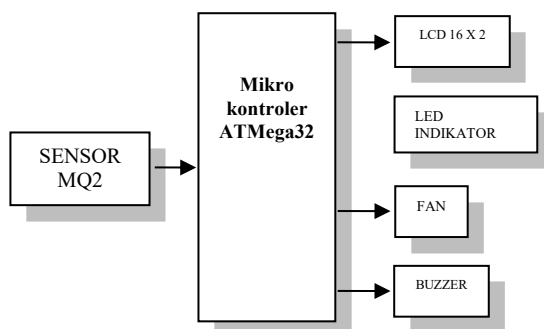 SENSOR
MQ2
Mikro
kontroler
ATMega32
LCD 16 X 2
LED
INDIKATOR
FAN
BUZZER